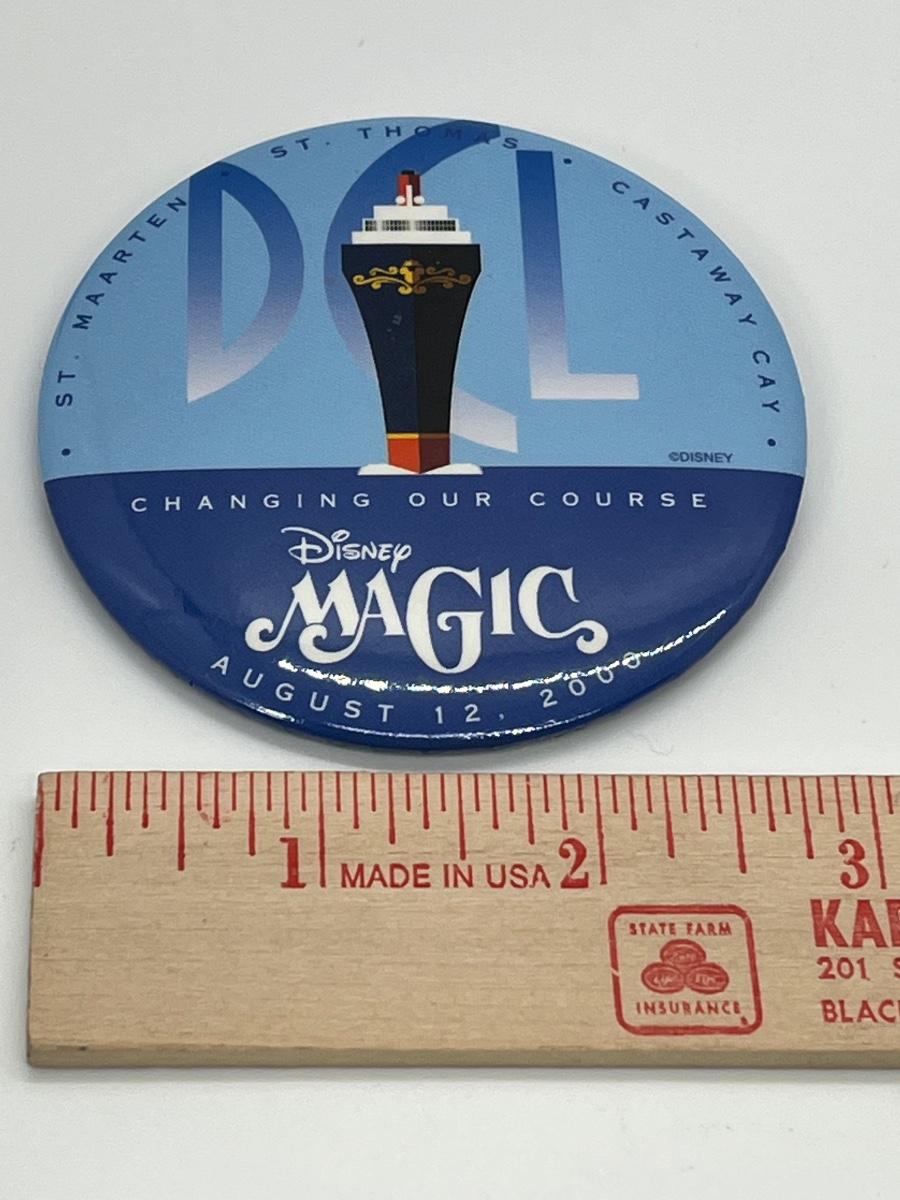 ST. MAARTEN • ST. THOMAS • CASTAWAY CAY
DCL
©DISNEY
CHANGING OUR COURSE
DISNEY
MAGIC
AUGUST 12, 2000
1 MADE IN USA 2 3
STATE FARM
INSURANCE
201